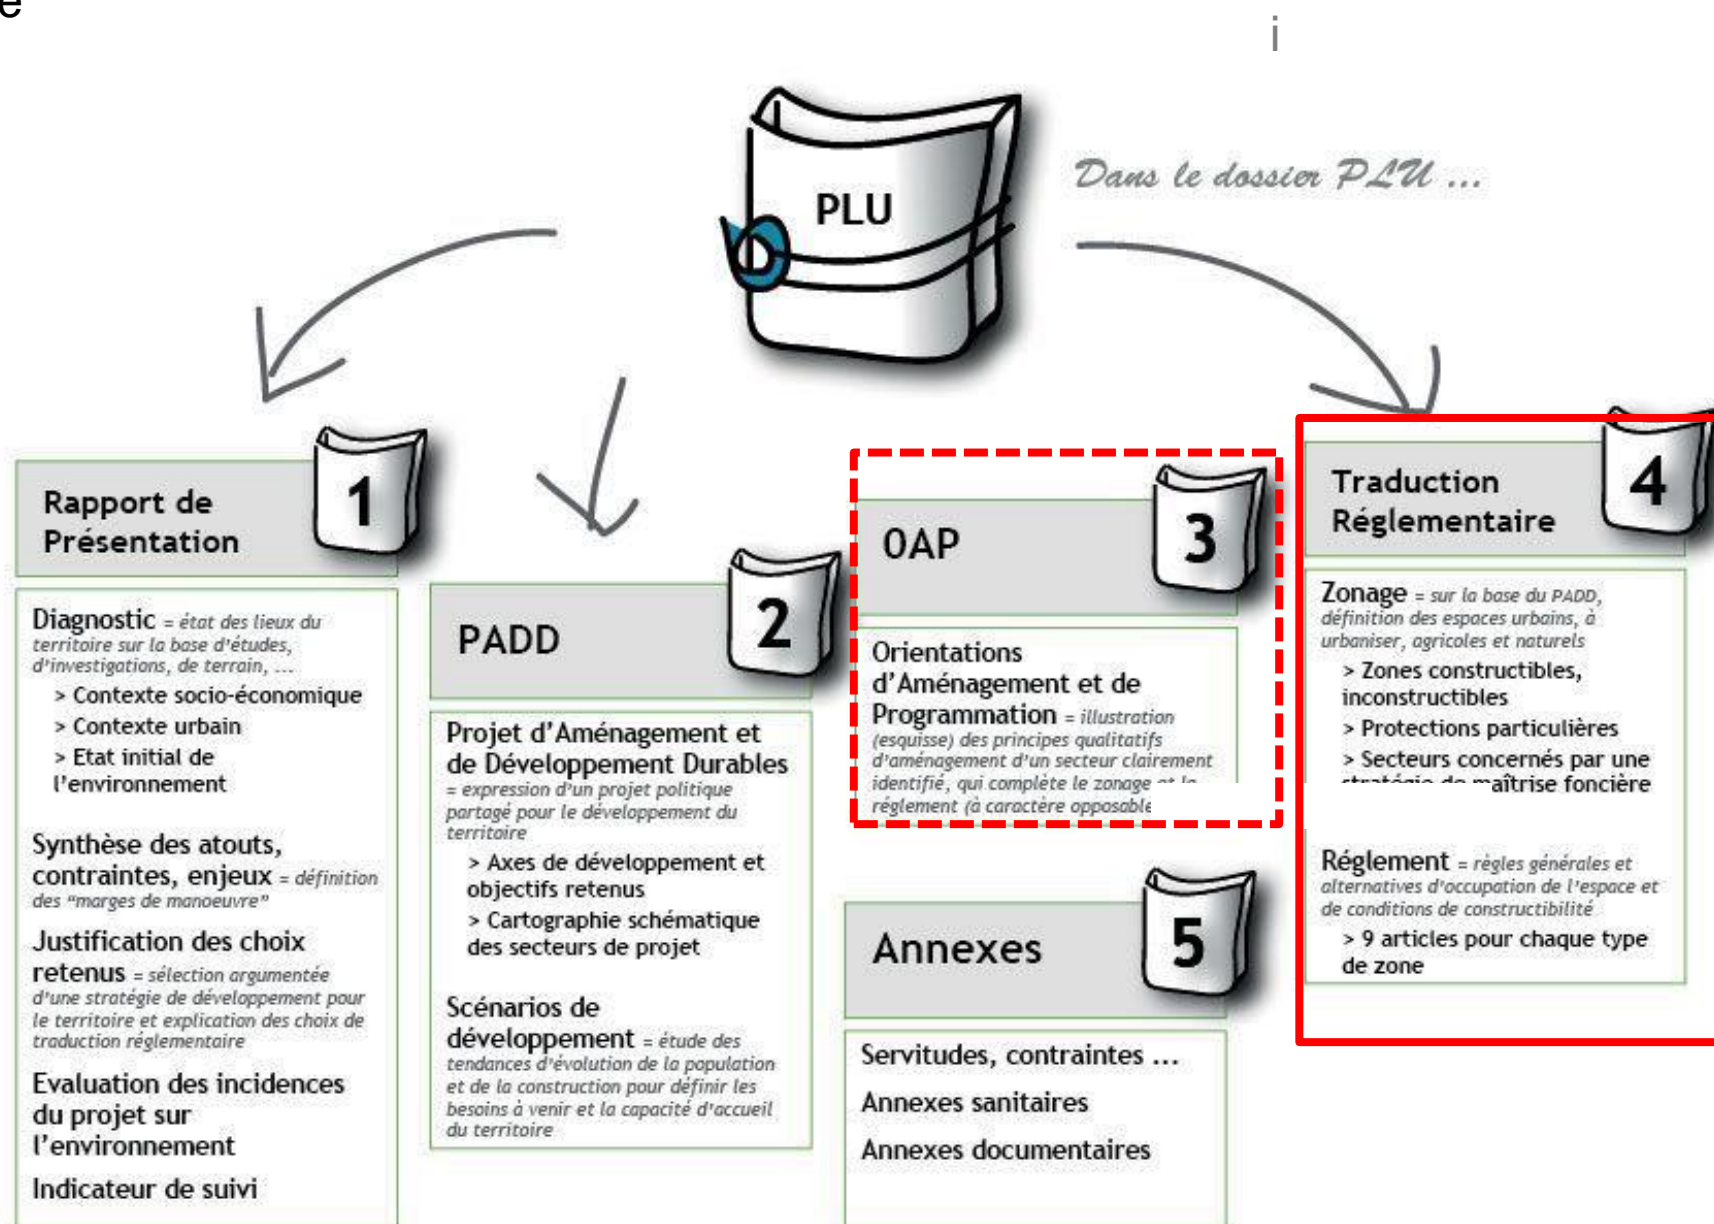 e
i
PLU
Dans le dossier PLU ...
1
Rapport de
Présentation
Diagnostic = état des lieux du
territoire sur la base d'études,
d'investigations, de terrain, ...
> Contexte socio-économique
> Contexte urbain
> Etat initial de
l'environnement
Synthèse des atouts,
contraintes, enjeux = définition
des "marges de manoeuvre"
Justification des choix
retenus = sélection argumentée
d'une stratégie de développement pour
le territoire et explication des choix de
traduction réglementaire
Evaluation des incidences
du projet sur
l'environnement
Indicateur de suivi
2
PADD
Projet d'Aménagement et
de Développement Durables
= expression d'un projet politique
partagé pour le développement du
territoire
> Axes de développement et
objectifs retenus
> Cartographie schématique
des secteurs de projet
Scénarios de
développement = étude des
tendances d'évolution de la population
et de la construction pour définir les
besoins à venir et la capacité d'accueil
du territoire
3
OAP
Orientations
d'Aménagement et de
Programmation = illustration
(esquisse) des principes qualitatifs
d'aménagement d'un secteur clairement
identifié, qui complète le zonage et le
réglement (à caractère opposable
4
Traduction
Réglementaire
Zonage = sur la base du PADD,
définition des espaces urbains, à
urbaniser, agricoles et naturels
> Zones constructibles,
inconstructibles
> Protections particulières
> Secteurs concernés par une
stratégie de maîtrise foncière
Réglement = règles générales et
alternatives d'occupation de l'espace et
de conditions de constructibilité
> 9 articles pour chaque type
de zone
5
Annexes
Servitudes, contraintes ...
Annexes sanitaires
Annexes documentaires